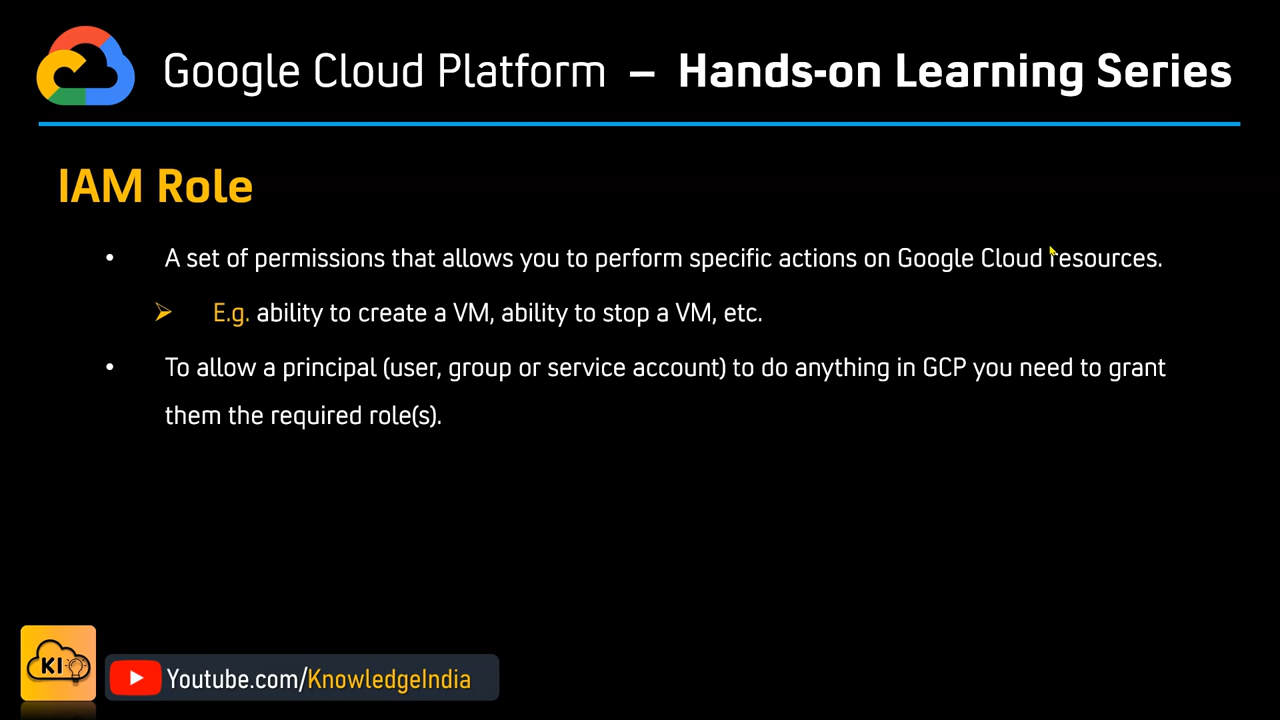 Google Cloud Platform – Hands-on Learning Series
IAM Role
• A set of permissions that allows you to perform specific actions on Google Cloud resources.
➢ E.g. ability to create a VM, ability to stop a VM, etc.
• To allow a principal (user, group or service account) to do anything in GCP you need to grant
them the required role(s).
KI
Youtube.com/KnowledgeIndia